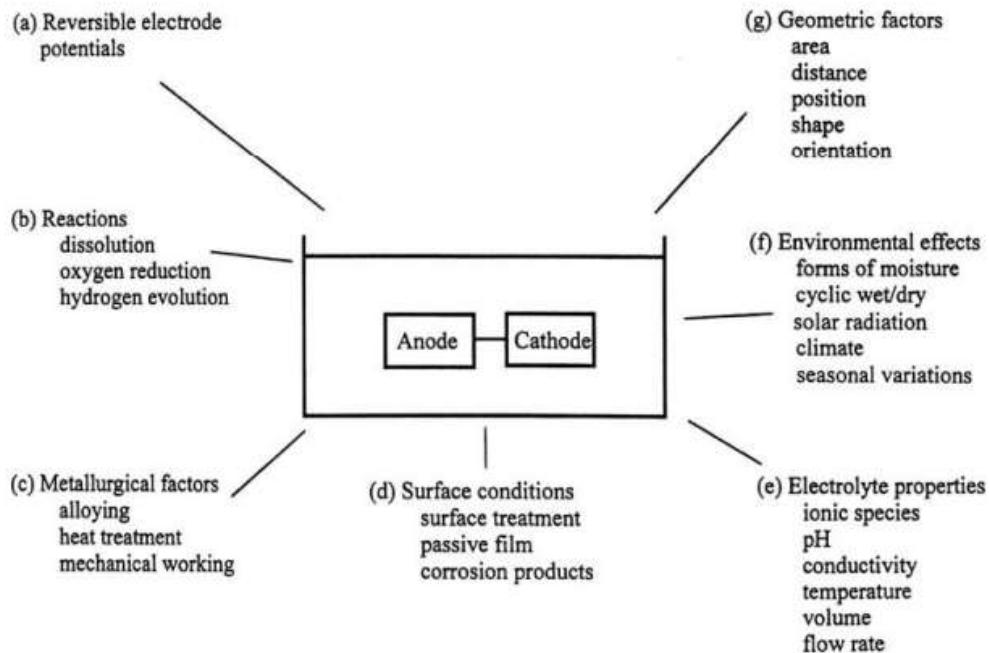 (a) Reversible electrode
potentials
(g) Geometric factors
area
distance
position
shape
orientation
(b) Reactions
dissolution
oxygen reduction
hydrogen evolution
(f) Environmental effects
forms of moisture
cyclic wet/dry
solar radiation
climate
seasonal variations
Anode
Cathode
(c) Metallurgical factors
alloying
heat treatment
mechanical working
(d) Surface conditions
surface treatment
passive film
corrosion products
(e) Electrolyte properties
ionic species
pH
conductivity
temperature
volume
flow rate